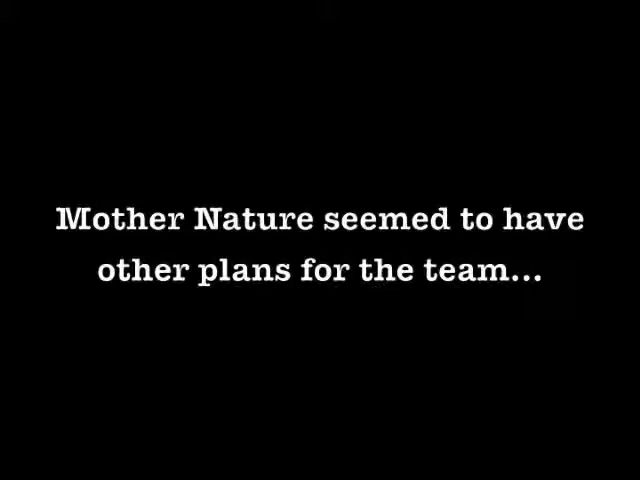 Mother Nature seemed to have
other plans for the team...